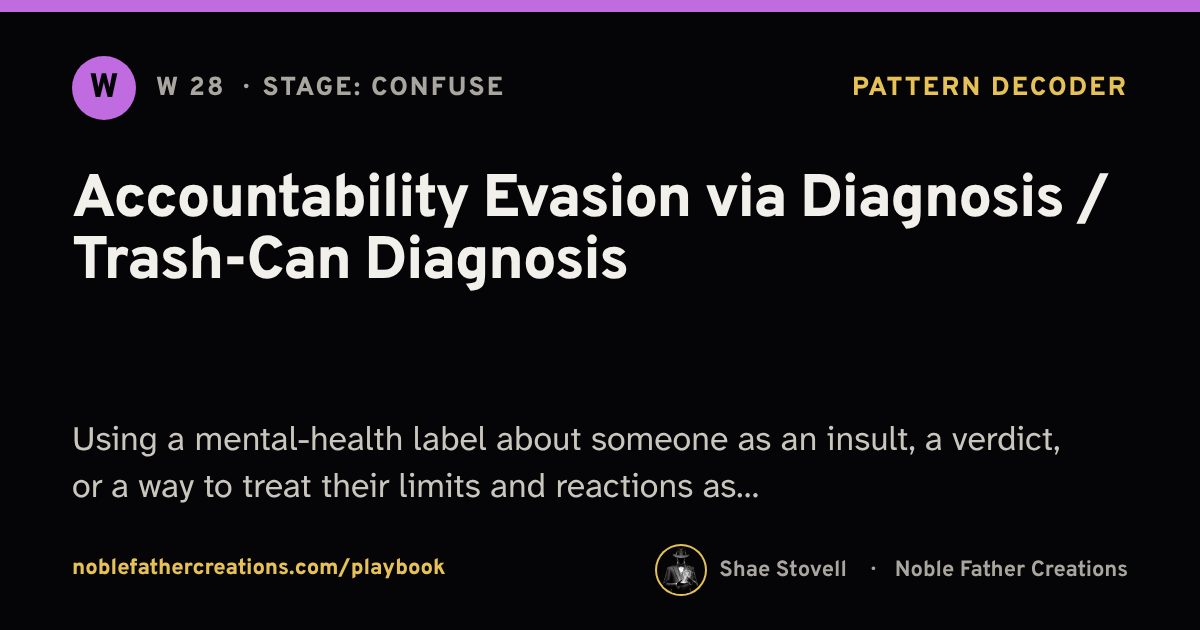 W
W 28 · STAGE: CONFUSE
PATTERN DECODER
Accountability Evasion via Diagnosis /
Trash-Can Diagnosis
Using a mental-health label about someone as an insult, a verdict,
or a way to treat their limits and reactions as…
noblefathercreations.com/playbook
Shae Stovell · Noble Father Creations